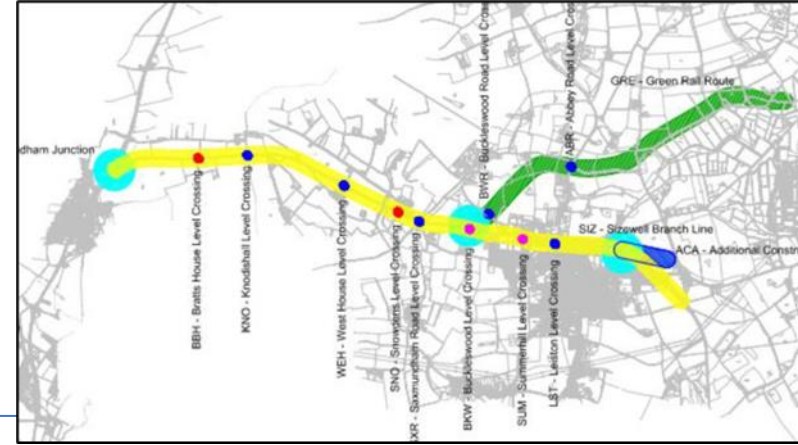 dham Junction
BBH - Bratts House Level Crossing
KNO - Knodishall Level Crossing
WEH - West House Level Crossing
SNO - Snowdens Level Crossing
SXR - Saxmundham Road Level Crossing
BKW - Buckleswood Level Crossing
BWR - Buckleswood Road Level Cross
SUM - Summerhill Level Crossing
LST - Leiston Level Crossing
ABR - Abbey Road Level Cros
GRE - Green Rail Route
SIZ - Sizewell Branch Line
ACA - Additional Constr